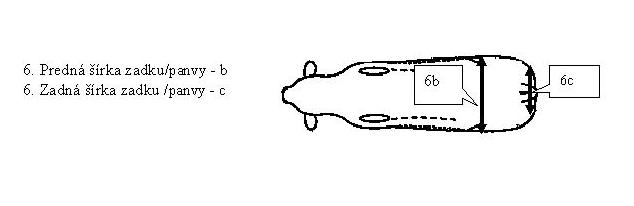 6. Predná šírka zadku/panvy - b
6. Zadná šírka zadku /panvy - c
6b
6c